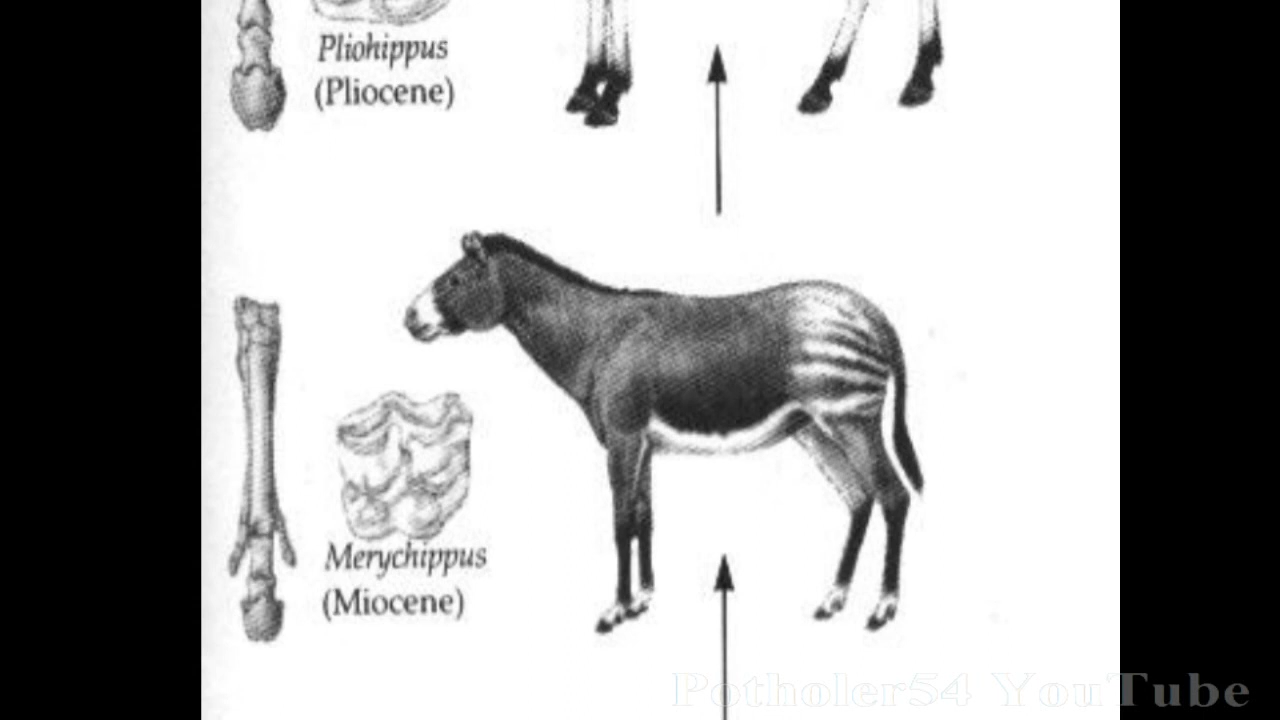 Pliohippus
(Pliocene)
Merychippus
(Miocene)
Potholer54 YouTube